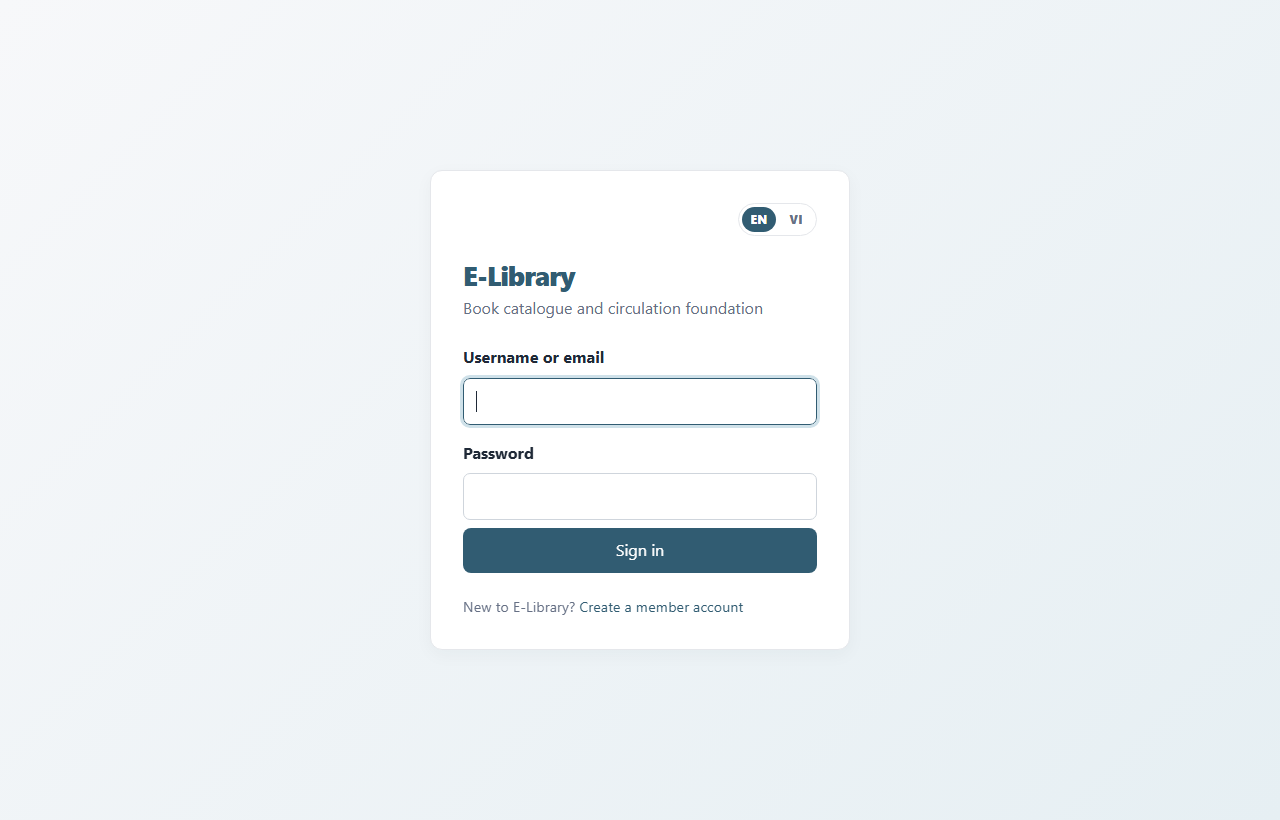 EN VI
E-Library
Book catalogue and circulation foundation
Username or email
Password
Sign in
New to E-Library? Create a member account